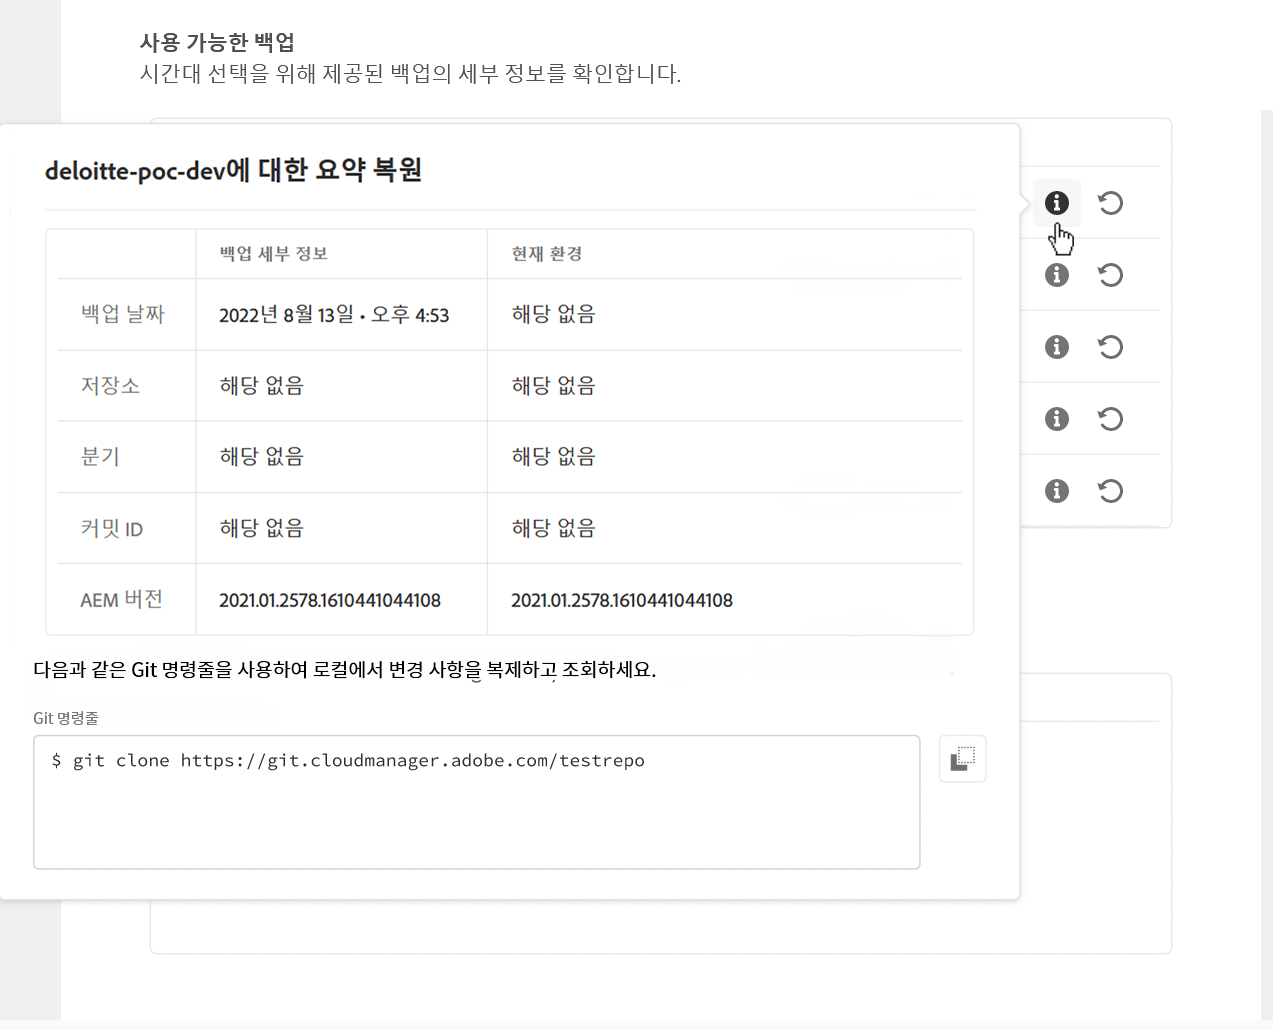 사용 가능한 백업
시간대 선택을 위해 제공된 백업의 세부 정보를 확인합니다.
deloitte-poc-dev에 대한 요약 복원
백업 세부 정보 현재 환경
백업 날짜 2022년 8월 13일 • 오후 4:53 해당 없음
저장소 해당 없음 해당 없음
분기 해당 없음 해당 없음
커밋 ID 해당 없음 해당 없음
AEM 버전 2021.01.2578.1610441044108 2021.01.2578.1610441044108
다음과 같은 Git 명령줄을 사용하여 로컬에서 변경 사항을 복제하고 조회하세요.
Git 명령줄
$ git clone https://git.cloudmanager.adobe.com/testrepo